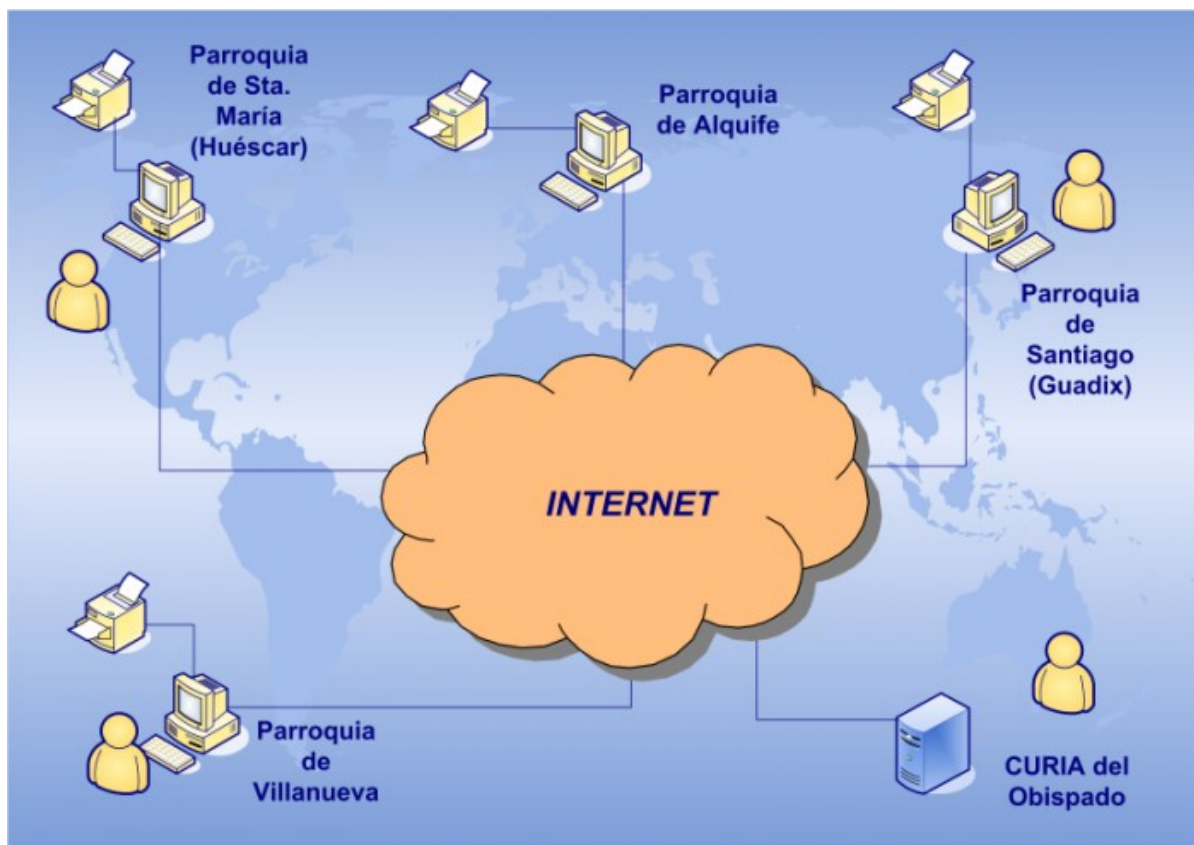 Parroquia
de Sta.
María
(Huéscar)
Parroquia
de Alquife
Parroquia
de
Santiago
(Guadix)
INTERNET
Parroquia
de
Villanueva
CURIA del
Obispado